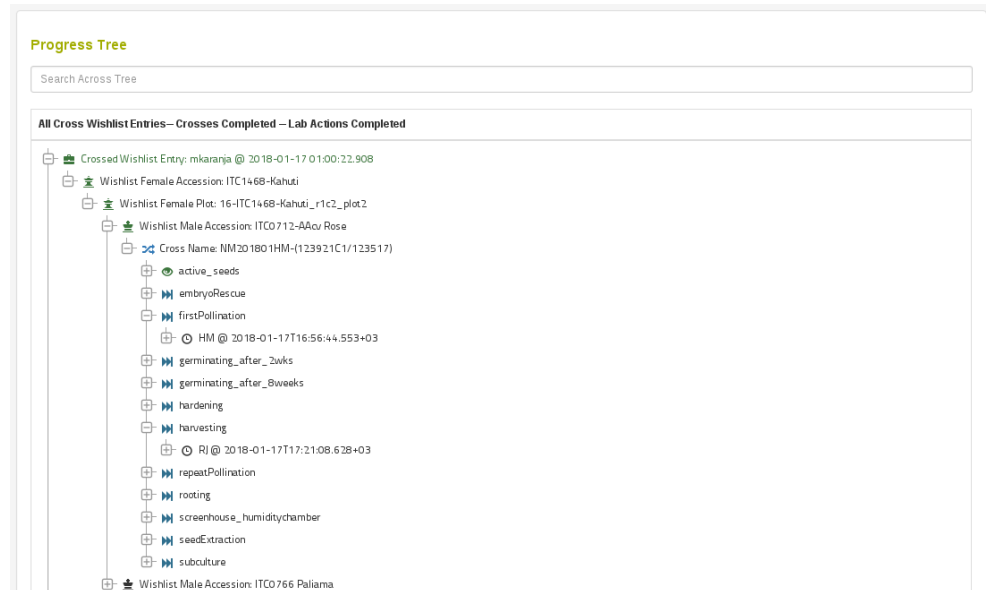 Progress Tree
Search Across Tree
All Cross Wishlist Entries-- Crosses Completed -- Lab Actions Completed
Crossed Wishlist Entry: mkaranja @ 2018-01-17 01:00:22.908
Wishlist Female Accession: ITC1468-Kahuti
Wishlist Female Plot: 16-ITC1468-Kahuti_r1c2_plot2
Wishlist Male Accession: ITC0712-AAcv Rose
Cross Name: NM201801HM-(123921C1/123517)
active_seeds
embryoRescue
firstPollination
HM @ 2018-01-17T16:56:44.553+03
germinating_after_2wks
germinating_after_8weeks
hardening
harvesting
RJ @ 2018-01-17T17:21:08.628+03
repeatPollination
rooting
screenhouse_humiditychamber
seedExtraction
subculture
Wishlist Male Accession: ITC0766 Paliama